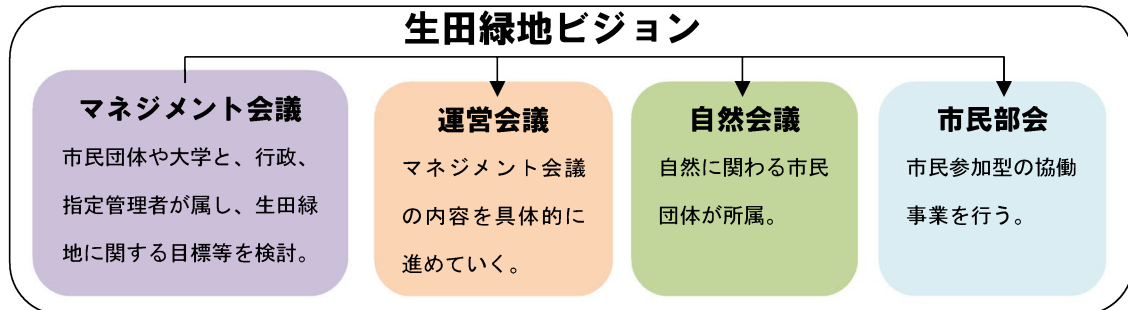 生田緑地ビジョン
マネジメント会議
市民団体や大学と、行政、
指定管理者が属し、生田緑
地に関する目標等を検討。
運営会議
マネジメント会議
の内容を具体的に
進めていく。
自然会議
自然に関わる市民
団体が所属。
市民部会
市民参加型の協働
事業を行う。